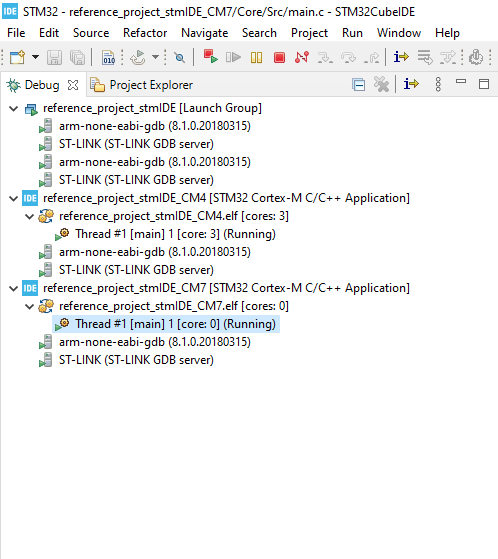 IDE STM32 - reference_project_stmIDE_CM7/Core/Src/main.c - STM32CubeIDE
File Edit Source Refactor Navigate Search Project Run Window Help
010
Debug Project Explorer
reference_project_stmIDE [Launch Group]
arm-none-eabi-gdb (8.1.0.20180315)
ST-LINK (ST-LINK GDB server)
arm-none-eabi-gdb (8.1.0.20180315)
ST-LINK (ST-LINK GDB server)
IDE reference_project_stmIDE_CM4 [STM32 Cortex-M C/C++ Application]
reference_project_stmIDE_CM4.elf [cores: 3]
Thread #1 [main] 1 [core: 3] (Running)
arm-none-eabi-gdb (8.1.0.20180315)
ST-LINK (ST-LINK GDB server)
IDE reference_project_stmIDE_CM7 [STM32 Cortex-M C/C++ Application]
reference_project_stmIDE_CM7.elf [cores: 0]
Thread #1 [main] 1 [core: 0] (Running)
arm-none-eabi-gdb (8.1.0.20180315)
ST-LINK (ST-LINK GDB server)